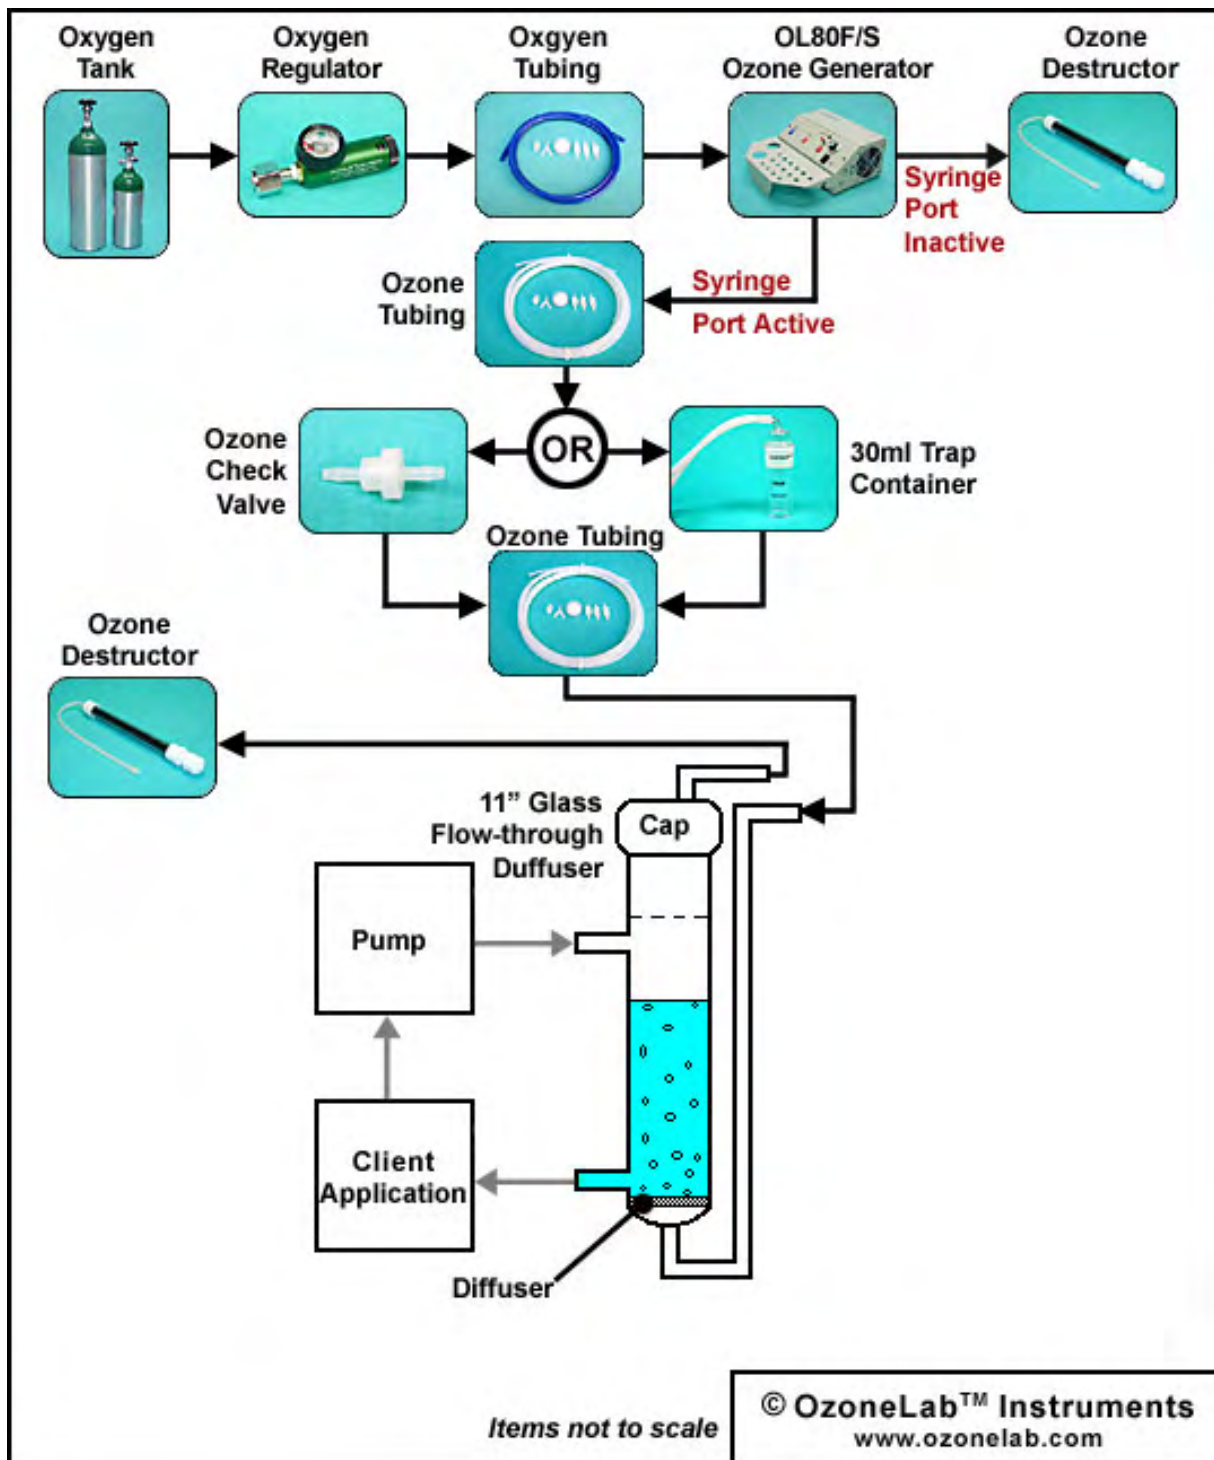 Oxygen
Tank
Oxygen
Regulator
Oxgyen
Tubing
OL80F/S
Ozone Generator
Ozone
Destructor
Syringe
Port
Inactive
Ozone
Tubing
Syringe
Port Active
Ozone
Check
Valve
OR
30ml Trap
Container
Ozone Tubing
Ozone
Destructor
11” Glass
Flow-through
Duffuser
Cap
Pump
Client
Application
Diffuser
Items not to scale
© OzoneLab™ Instruments
www.ozonelab.com